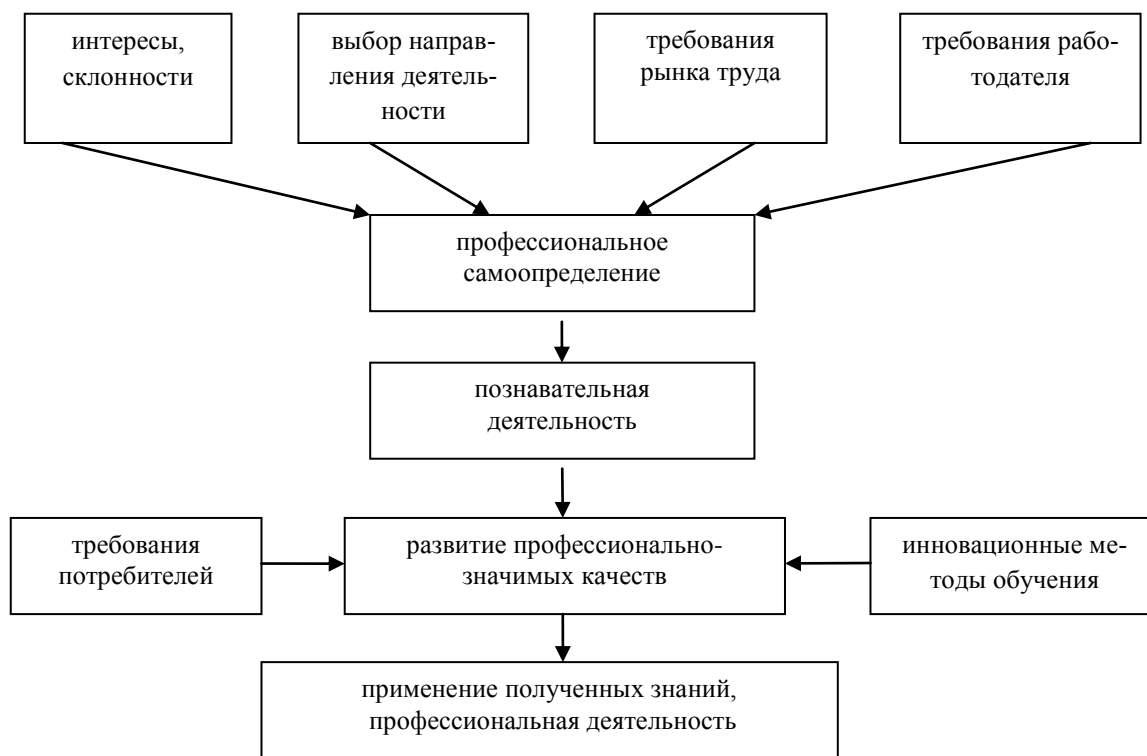 интересы,
склонности
выбор направ-
ления деятель-
ности
требования
рынка труда
требования рабо-
тодателя
профессиональное
самоопределение
познавательная
деятельность
требования
потребителей
развитие профессионально-
значимых качеств
инновационные ме-
тоды обучения
применение полученных знаний,
профессиональная деятельность